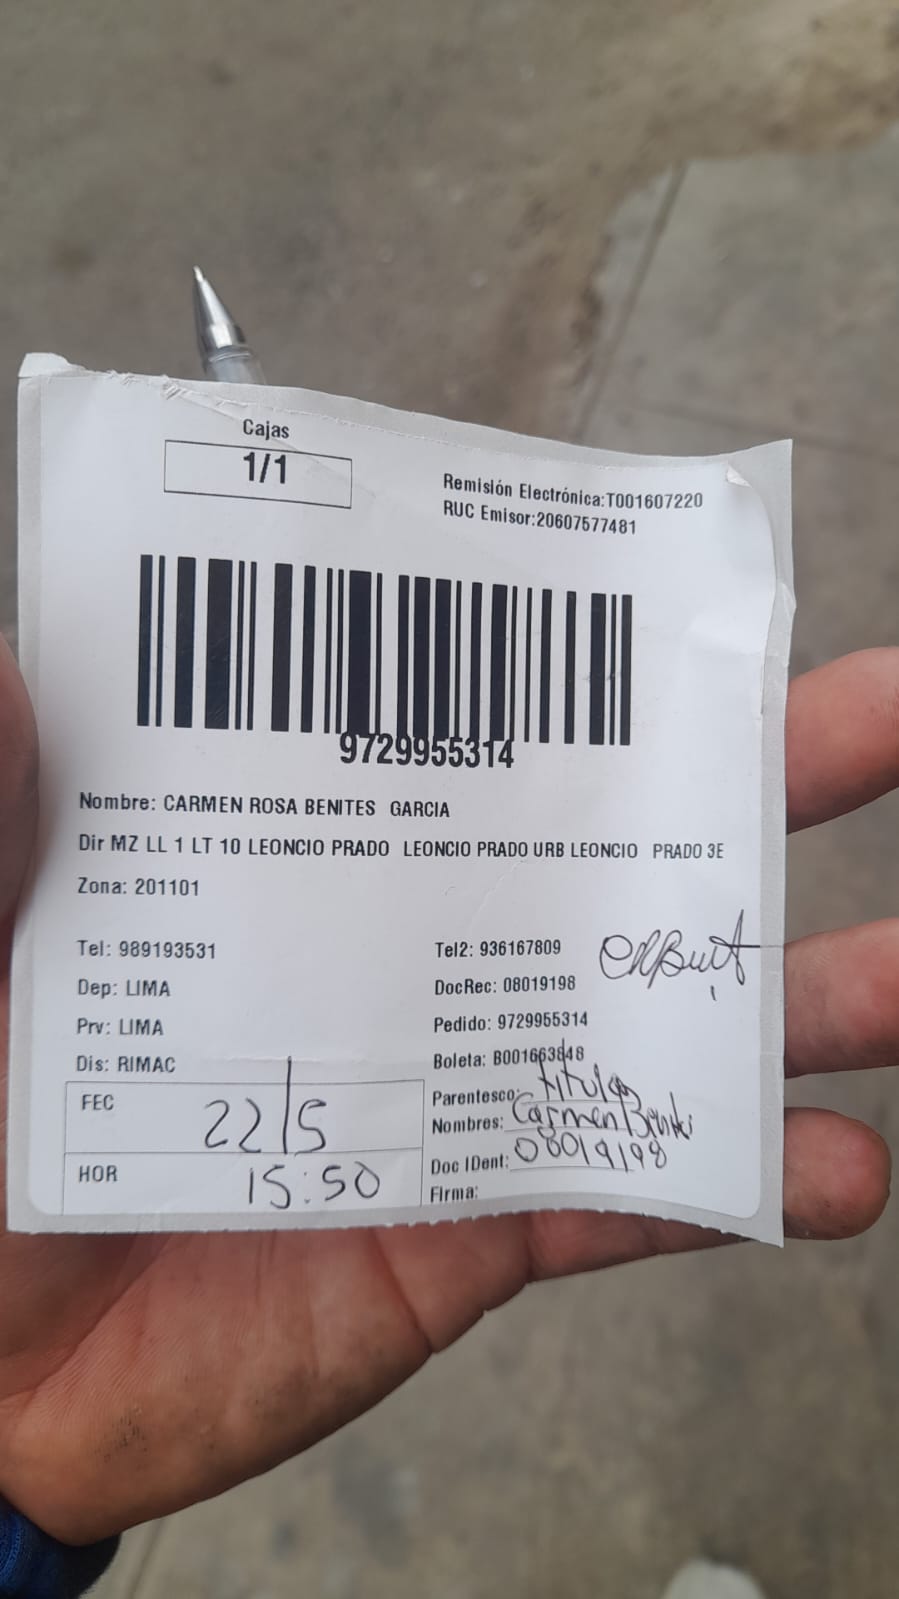 Cajas
1/1
Remisión Electrónica:T001607220
RUC Emisor:20607577481
9729955314
Nombre: CARMEN ROSA BENITES GARCIA
Dir MZ LL 1 LT 10 LEONCIO PRADO LEONCIO PRADO URB LEONCIO PRADO 3E
Zona: 201101
Tel: 989193531 Tel2: 936167809
Dep: LIMA DocRec: 08019198
Prv: LIMA Pedido: 9729955314
Dis: RIMAC Boleta: B001663848
FEC 22/5
HOR 15:50
Parentesco: titular
Nombres: Carmen Benites
Doc IDent: 08019198
Firma: